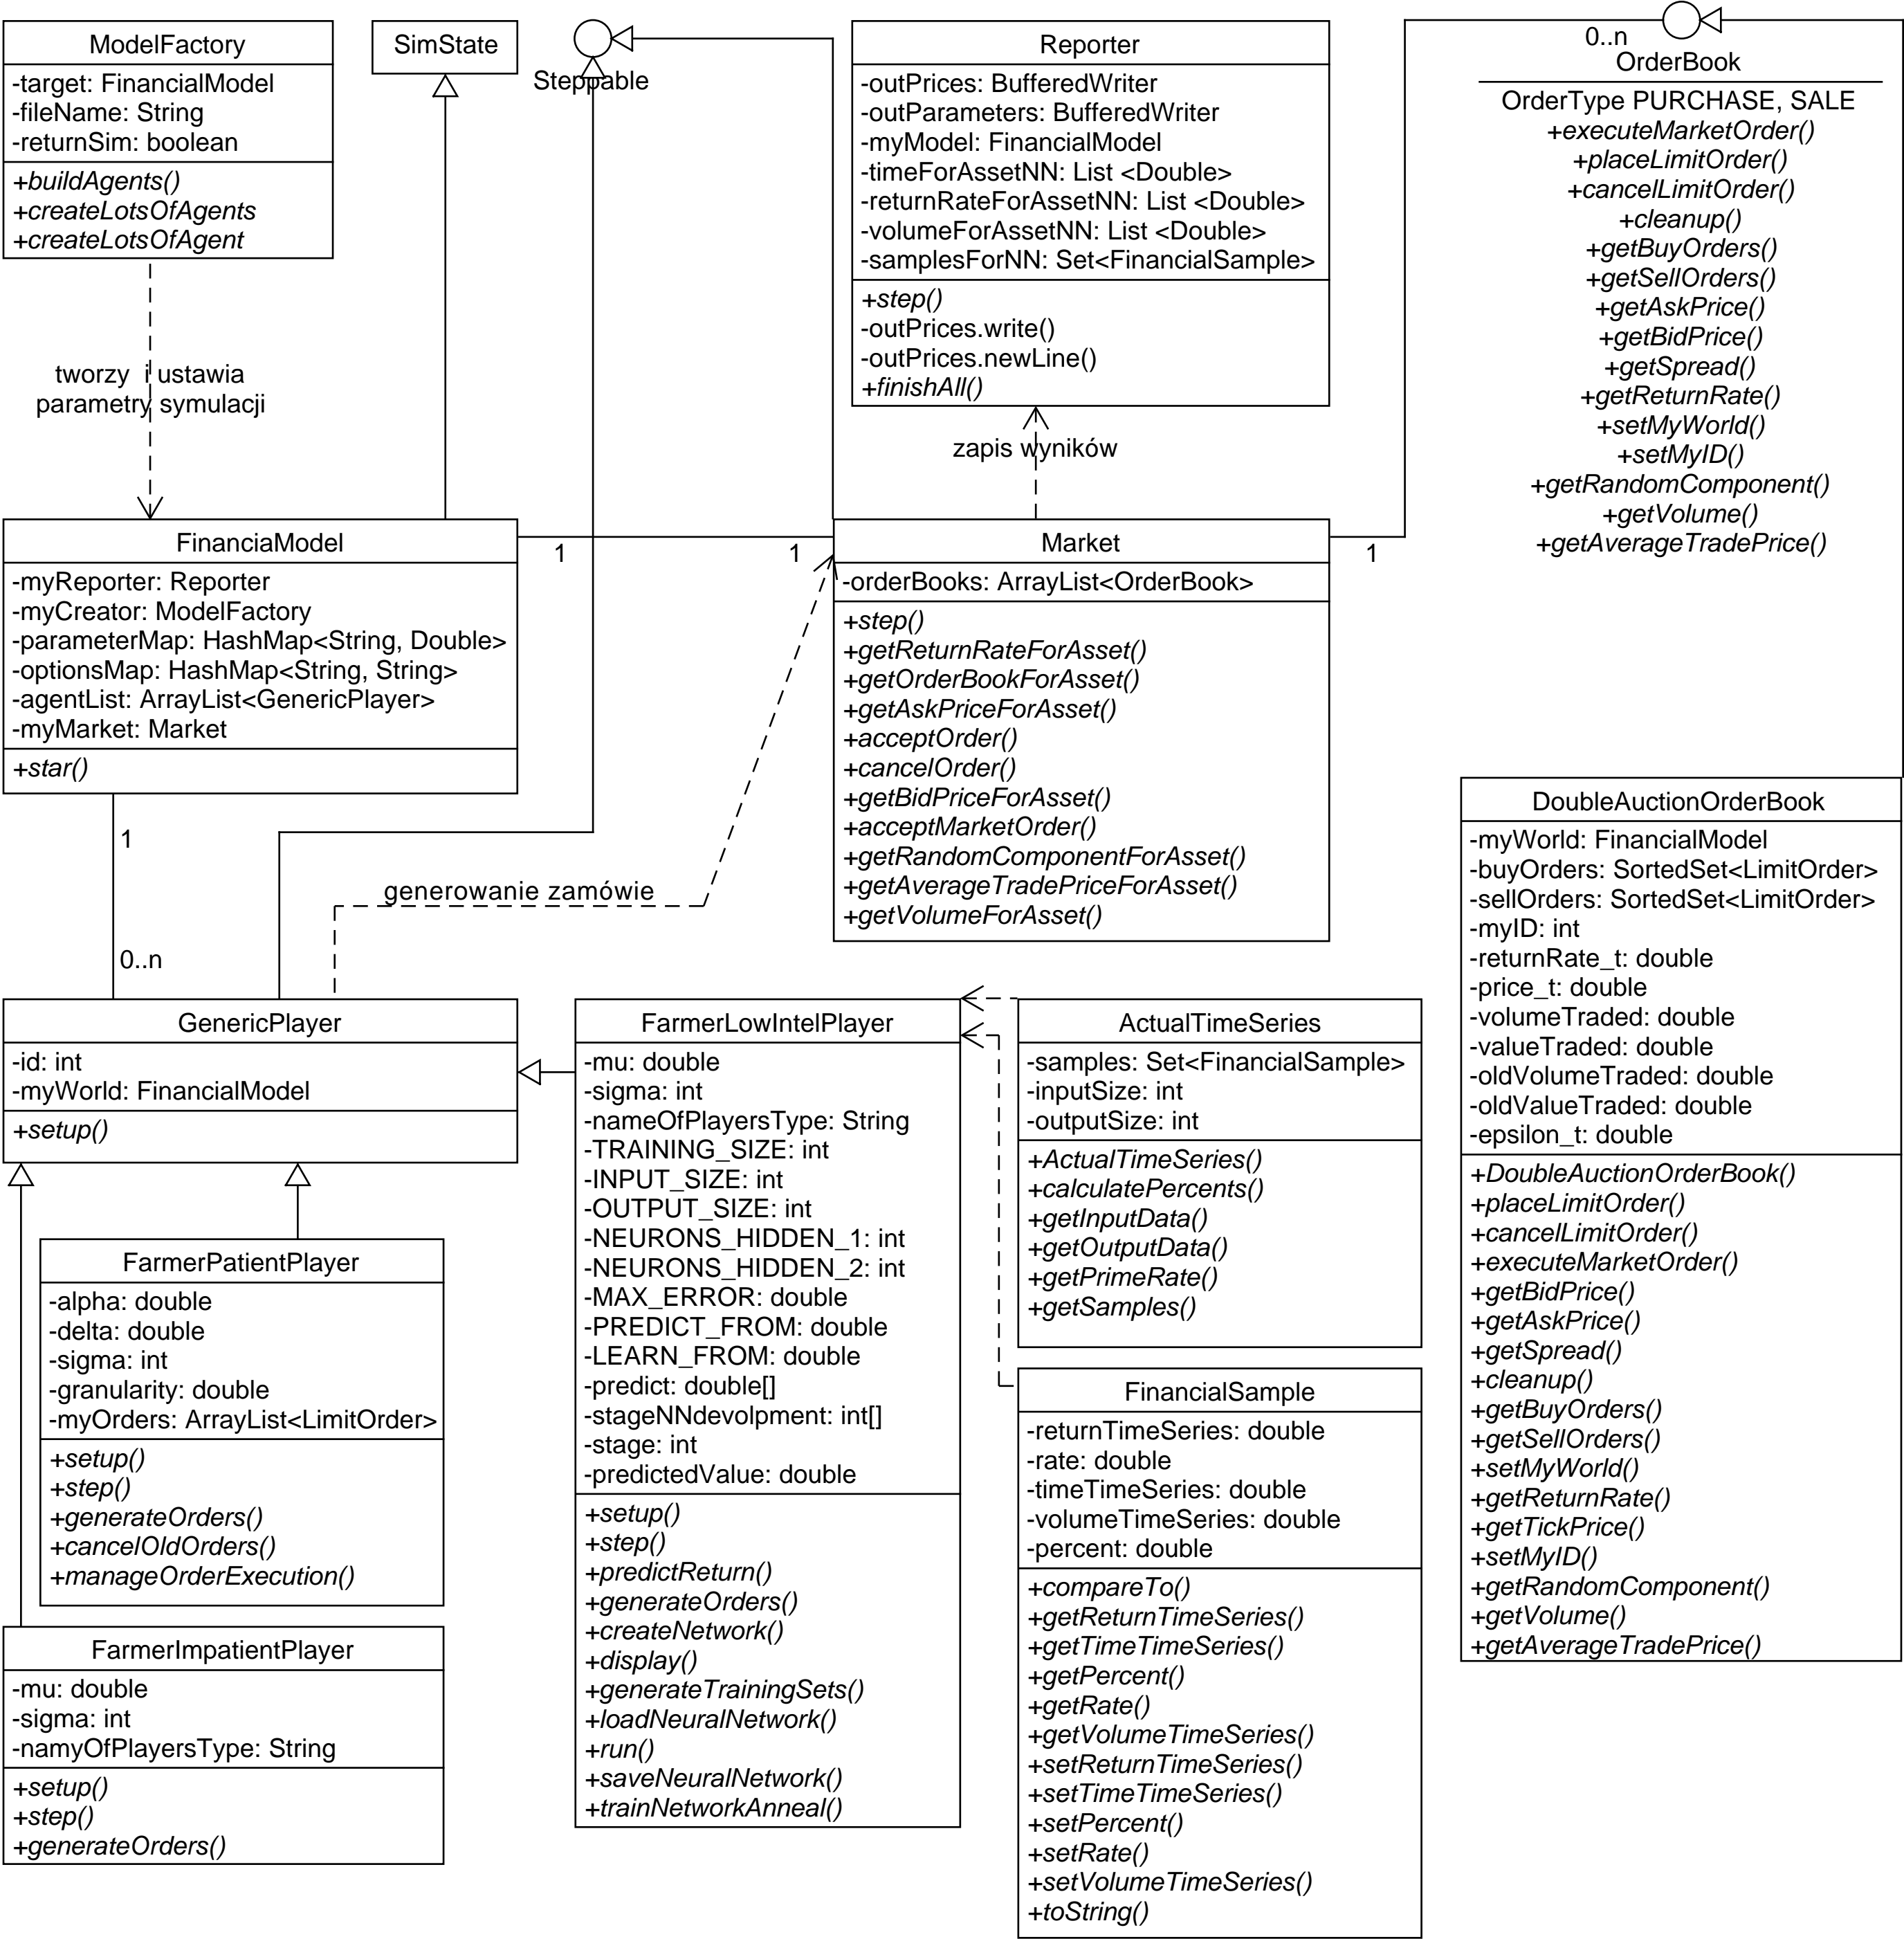 ModelFactory
-target: FinancialModel
-fileName: String
-returnSim: boolean
+buildAgents()
+createLotsOfAgents
+createLotsOfAgent
SimState
Steppable
Reporter
-outPrices: BufferedWriter
-outParameters: BufferedWriter
-myModel: FinancialModel
-timeForAssetNN: List <Double>
-returnRateForAssetNN: List <Double>
-volumeForAssetNN: List <Double>
-samplesForNN: Set<FinancialSample>
+step()
-outPrices.write()
-outPrices.newLine()
+finishAll()
0..n
OrderBook
OrderType PURCHASE, SALE
+executeMarketOrder()
+placeLimitOrder()
+cancelLimitOrder()
+cleanup()
+getBuyOrders()
+getSellOrders()
+getAskPrice()
+getBidPrice()
+getSpread()
+getReturnRate()
+setMyWorld()
+setMyID()
+getRandomComponent()
+getVolume()
+getAverageTradePrice()
tworzy i ustawia
parametry symulacji
zapis wyników
FinanciaModel
-myReporter: Reporter
-myCreator: ModelFactory
-parameterMap: HashMap<String, Double>
-optionsMap: HashMap<String, String>
-agentList: ArrayList<GenericPlayer>
-myMarket: Market
+star()
1
1
Market
-orderBooks: ArrayList<OrderBook>
+step()
+getReturnRateForAsset()
+getOrderBookForAsset()
+getAskPriceForAsset()
+acceptOrder()
+cancelOrder()
+getBidPriceForAsset()
+acceptMarketOrder()
+getRandomComponentForAsset()
+getAverageTradePriceForAsset()
+getVolumeForAsset()
1
1
0..n
generowanie zamówie
DoubleAuctionOrderBook
-myWorld: FinancialModel
-buyOrders: SortedSet<LimitOrder>
-sellOrders: SortedSet<LimitOrder>
-myID: int
-returnRate_t: double
-price_t: double
-volumeTraded: double
-valueTraded: double
-oldVolumeTraded: double
-oldValueTraded: double
-epsilon_t: double
+DoubleAuctionOrderBook()
+placeLimitOrder()
+cancelLimitOrder()
+executeMarketOrder()
+getBidPrice()
+getAskPrice()
+getSpread()
+cleanup()
+getBuyOrders()
+getSellOrders()
+setMyWorld()
+getReturnRate()
+getTickPrice()
+setMyID()
+getRandomComponent()
+getVolume()
+getAverageTradePrice()
GenericPlayer
-id: int
-myWorld: FinancialModel
+setup()
FarmerLowIntelPlayer
-mu: double
-sigma: int
-nameOfPlayersType: String
-TRAINING_SIZE: int
-INPUT_SIZE: int
-OUTPUT_SIZE: int
-NEURONS_HIDDEN_1: int
-NEURONS_HIDDEN_2: int
-MAX_ERROR: double
-PREDICT_FROM: double
-LEARN_FROM: double
-predict: double[]
-stageNNdevolpment: int[]
-stage: int
-predictedValue: double
+setup()
+step()
+predictReturn()
+generateOrders()
+createNetwork()
+display()
+generateTrainingSets()
+loadNeuralNetwork()
+run()
+saveNeuralNetwork()
+trainNetworkAnneal()
ActualTimeSeries
-samples: Set<FinancialSample>
-inputSize: int
-outputSize: int
+ActualTimeSeries()
+calculatePercents()
+getInputData()
+getOutputData()
+getPrimeRate()
+getSamples()
FinancialSample
-returnTimeSeries: double
-rate: double
-timeTimeSeries: double
-volumeTimeSeries: double
-percent: double
+compareTo()
+getReturnTimeSeries()
+getTimeTimeSeries()
+getPercent()
+getRate()
+getVolumeTimeSeries()
+setReturnTimeSeries()
+setTimeTimeSeries()
+setPercent()
+setRate()
+setVolumeTimeSeries()
+toString()
FarmerPatientPlayer
-alpha: double
-delta: double
-sigma: int
-granularity: double
-myOrders: ArrayList<LimitOrder>
+setup()
+step()
+generateOrders()
+cancelOldOrders()
+manageOrderExecution()
FarmerImpatientPlayer
-mu: double
-sigma: int
-namyOfPlayersType: String
+setup()
+step()
+generateOrders()